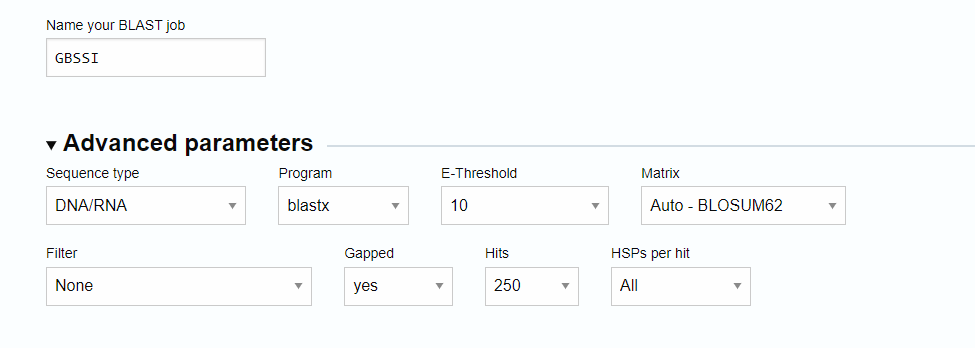 Name your BLAST job
GBSSI
Advanced parameters
Sequence type Program E-Threshold Matrix
DNA/RNA blastx 10 Auto - BLOSUM62
Filter Gapped Hits HSPs per hit
None yes 250 All